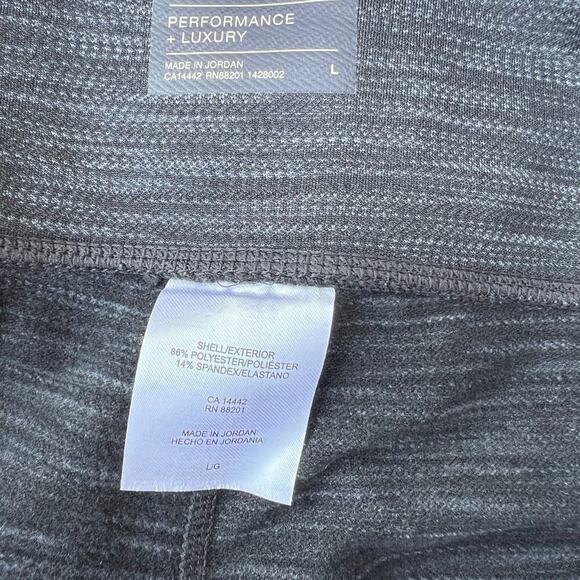 PERFORMANCE
+ LUXURY
MADE IN JORDAN
CA14442 RN88201 1428002 L
SHELL/EXTERIOR
86% POLYESTER/POLIÉSTER
14% SPANDEX/ELASTANO
CA 14442
RN 88201
MADE IN JORDAN
HECHO EN JORDANIA
L/G